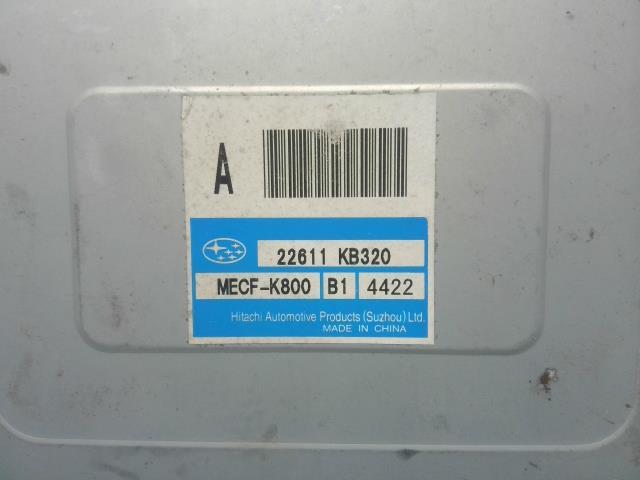 A
22611 KB320
MECF-K800 B1 4422
Hitachi Automotive Products (Suzhou) Ltd.
MADE IN CHINA